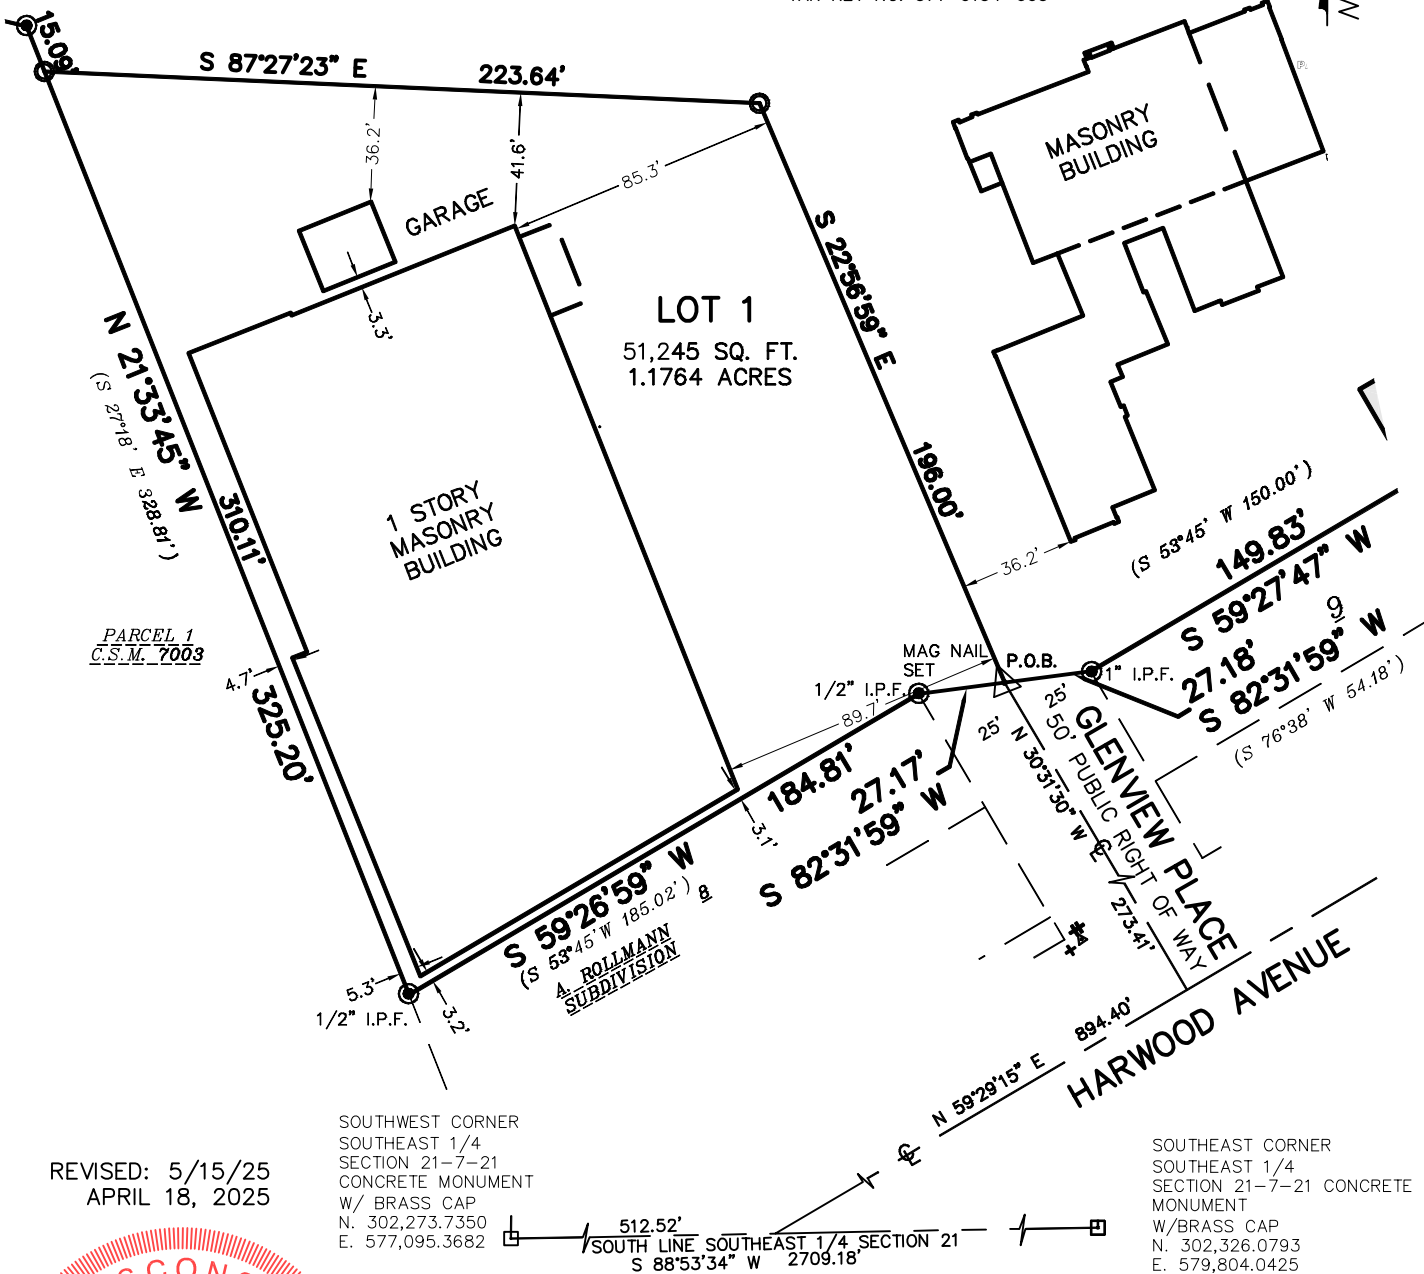 15.09'
S 87°27'23" E
223.64'
36.2'
41.6'
85.3'
GARAGE
3.3'
LOT 1
51,245 SQ. FT.
1.1764 ACRES
S 22°56'59" E
196.00'
MASONRY
BUILDING
N
N 21°33'45" W
(S 27°18' E 328.81')
310.11'
325.20'
1 STORY
MASONRY
BUILDING
PARCEL 1
C.S.M. 7003
4.7'
36.2'
(S 53°45' W 150.00')
149.83'
S 59°27'47" W
9
27.18'
S 82°31'59" W
(S 76°38' W 54.18')
MAG NAIL
SET
P.O.B.
1" I.P.F.
1/2" I.P.F.
89.7'
25'
25'
184.81'
27.17'
S 82°31'59" W
3.1'
S 59°26'59" W
(S 53°45'W 185.02')
8
A. ROLLMANN
SUBDIVISION
5.3'
3.2'
1/2" I.P.F.
GLENVIEW PLACE
50' PUBLIC RIGHT OF WAY
N 30°31'30" W
273.41'
894.40'
N 59°29'15" E
HARWOOD AVENUE
REVISED: 5/15/25
APRIL 18, 2025
SOUTHWEST CORNER
SOUTHEAST 1/4
SECTION 21-7-21
CONCRETE MONUMENT
W/ BRASS CAP
N. 302,273.7350
E. 577,095.3682
512.52'
SOUTH LINE SOUTHEAST 1/4 SECTION 21
S 88°53'34" W 2709.18'
SOUTHEAST CORNER
SOUTHEAST 1/4
SECTION 21-7-21 CONCRETE
MONUMENT
W/BRASS CAP
N. 302,326.0793
E. 579,804.0425